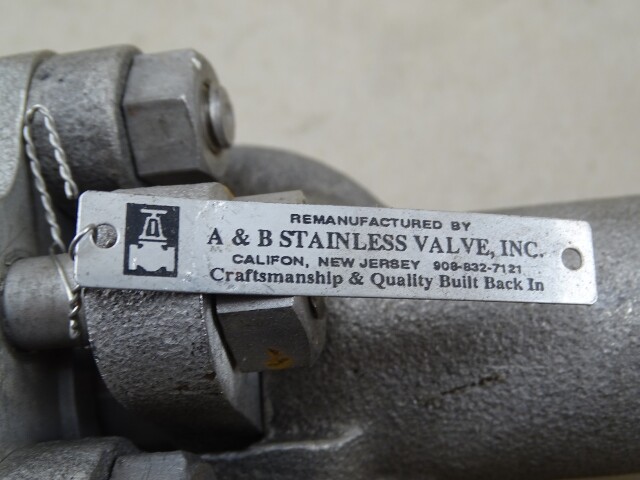 REMANUFACTURED BY
A & B STAINLESS VALVE, INC.
CALIFON, NEW JERSEY 908-832-7121
Craftsmanship & Quality Built Back In